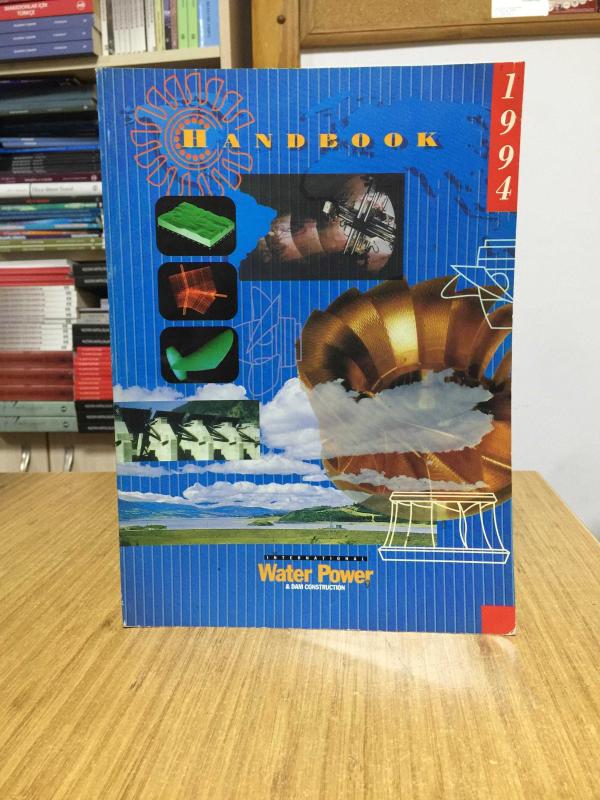 HANDBOOK
1994
INTERNATIONAL
Water Power
& DAM CONSTRUCTION